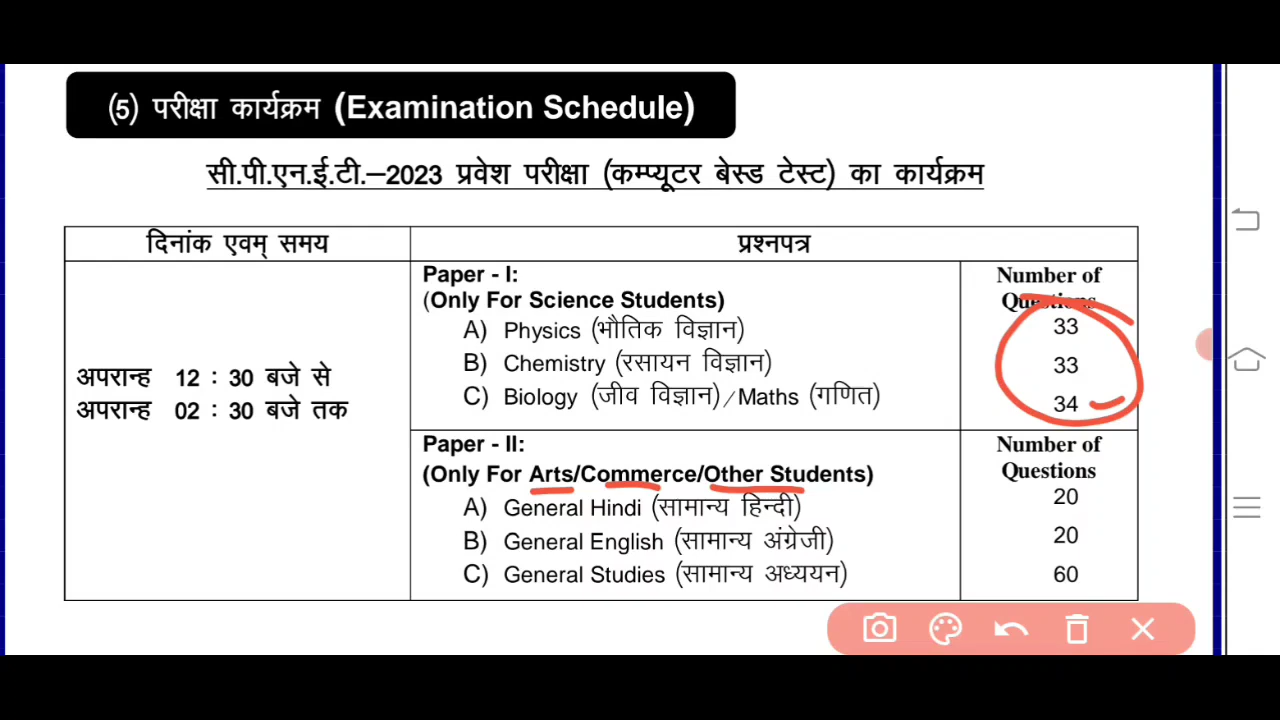 (5) परीक्षा कार्यक्रम (Examination Schedule)
सी.पी.एन.ई.टी.–2023 प्रवेश परीक्षा (कम्प्यूटर बेस्ड टेस्ट) का कार्यक्रम
दिनांक एवम् समय
प्रश्नपत्र
अपरान्ह 12 : 30 बजे से
अपरान्ह 02 : 30 बजे तक
Paper - I:
(Only For Science Students)
A) Physics (भौतिक विज्ञान)
B) Chemistry (रसायन विज्ञान)
C) Biology (जीव विज्ञान)/Maths (गणित)
Number of
Questions
33
33
34
Paper - II:
(Only For Arts/Commerce/Other Students)
A) General Hindi (सामान्य हिन्दी)
B) General English (सामान्य अंग्रेजी)
C) General Studies (सामान्य अध्ययन)
Number of
Questions
20
20
60